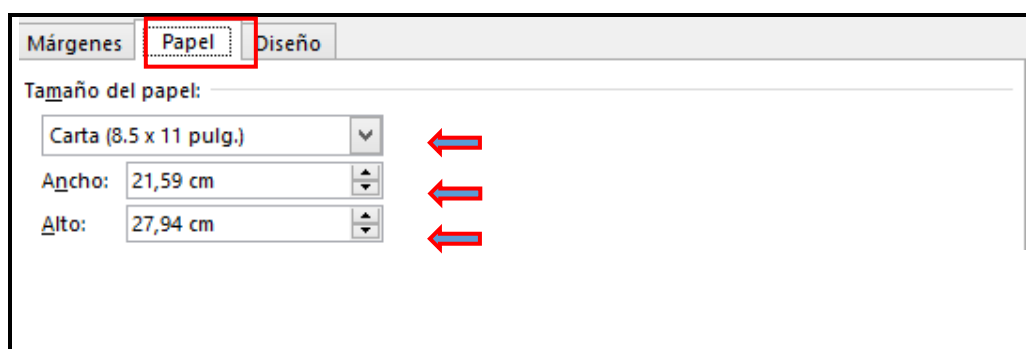 Márgenes Papel Diseño
Tamaño del papel:
Carta (8.5 x 11 pulg.)
Ancho: 21,59 cm
Alto: 27,94 cm